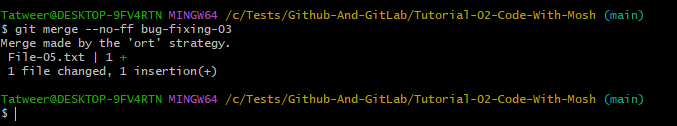 Tatweer@DESKTOP-9FV4RTN MINGW64 /c/Tests/Github-And-GitLab/Tutorial-02-Code-With-Mosh (main)
$ git merge --no-ff bug-fixing-03
Merge made by the 'ort' strategy.
 File-05.txt | 1 +
 1 file changed, 1 insertion(+)

Tatweer@DESKTOP-9FV4RTN MINGW64 /c/Tests/Github-And-GitLab/Tutorial-02-Code-With-Mosh (main)
$